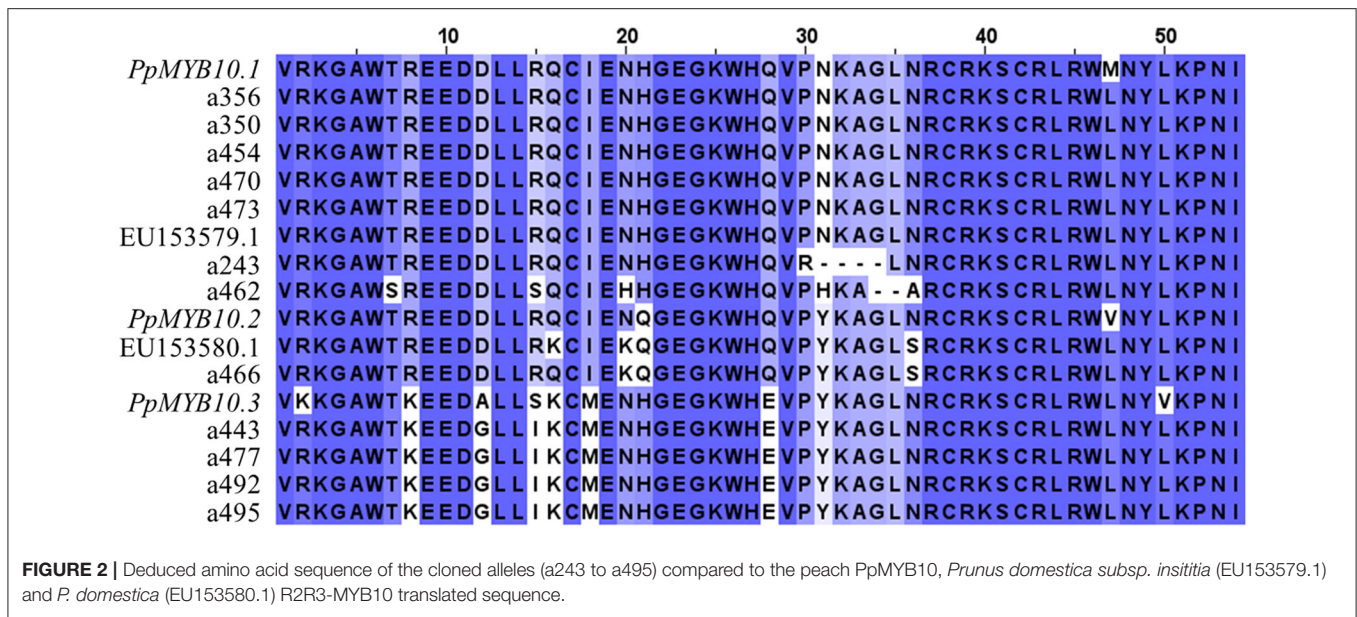 10 20 30 40 50
PpMYB10.1 VRKGAWTREEDDLLRQCIENHGEGKWHQVPNKAGLNRCRKSCRLRWMNYLKPNI
a356 VRKGAWTREEDDLLRQCIENHGEGKWHQVPNKAGLNRCRKSCRLRWLNYLKPNI
a350 VRKGAWTREEDDLLRQCIENHGEGKWHQVPNKAGLNRCRKSCRLRWLNYLKPNI
a454 VRKGAWTREEDDLLRQCIENHGEGKWHQVPNKAGLNRCRKSCRLRWLNYLKPNI
a470 VRKGAWTREEDDLLRQCIENHGEGKWHQVPNKAGLNRCRKSCRLRWLNYLKPNI
a473 VRKGAWTREEDDLLRQCIENHGEGKWHQVPNKAGLNRCRKSCRLRWLNYLKPNI
EU153579.1 VRKGAWTREEDDLLRQCIENHGEGKWHQVPNKAGLNRCRKSCRLRWLNYLKPNI
a243 VRKGAWTREEDDLLRQCIENHGEGKWHQVR----LNRCRKSCRLRWLNYLKPNI
a462 VRKGAWSREEDDLLSQCIEHHGEGKWHQVPHKA--ARCRKSCRLRWLNYLKPNI
PpMYB10.2 VRKGAWTREEDDLLRQCIENQGEGKWHQVPYKAGLNRCRKSCRLRWVNYLKPNI
EU153580.1 VRKGAWTREEDDLLRKCIEKQGEGKWHQVPYKAGLSRCRKSCRLRWLNYLKPNI
a466 VRKGAWTREEDDLLRQCIEKQGEGKWHQVPYKAGLSRCRKSCRLRWLNYLKPNI
PpMYB10.3 VKKGAWTKEEDALLSKCMENHGEGKWHEVPYKAGLNRCRKSCRLRWLNYVKPNI
a443 VRKGAWTKEEDGLLIKCMENHGEGKWHEVPYKAGLNRCRKSCRLRWLNYLKPNI
a477 VRKGAWTKEEDGLLIKCMENHGEGKWHEVPYKAGLNRCRKSCRLRWLNYLKPNI
a492 VRKGAWTKEEDGLLIKCMENHGEGKWHEVPYKAGLNRCRKSCRLRWLNYLKPNI
a495 VRKGAWTKEEDGLLIKCMENHGEGKWHEVPYKAGLNRCRKSCRLRWLNYLKPNI
FIGURE 2 | Deduced amino acid sequence of the cloned alleles (a243 to a495) compared to the peach PpMYB10, Prunus domestica subsp. insititia (EU153579.1)
and P. domestica (EU153580.1) R2R3-MYB10 translated sequence.